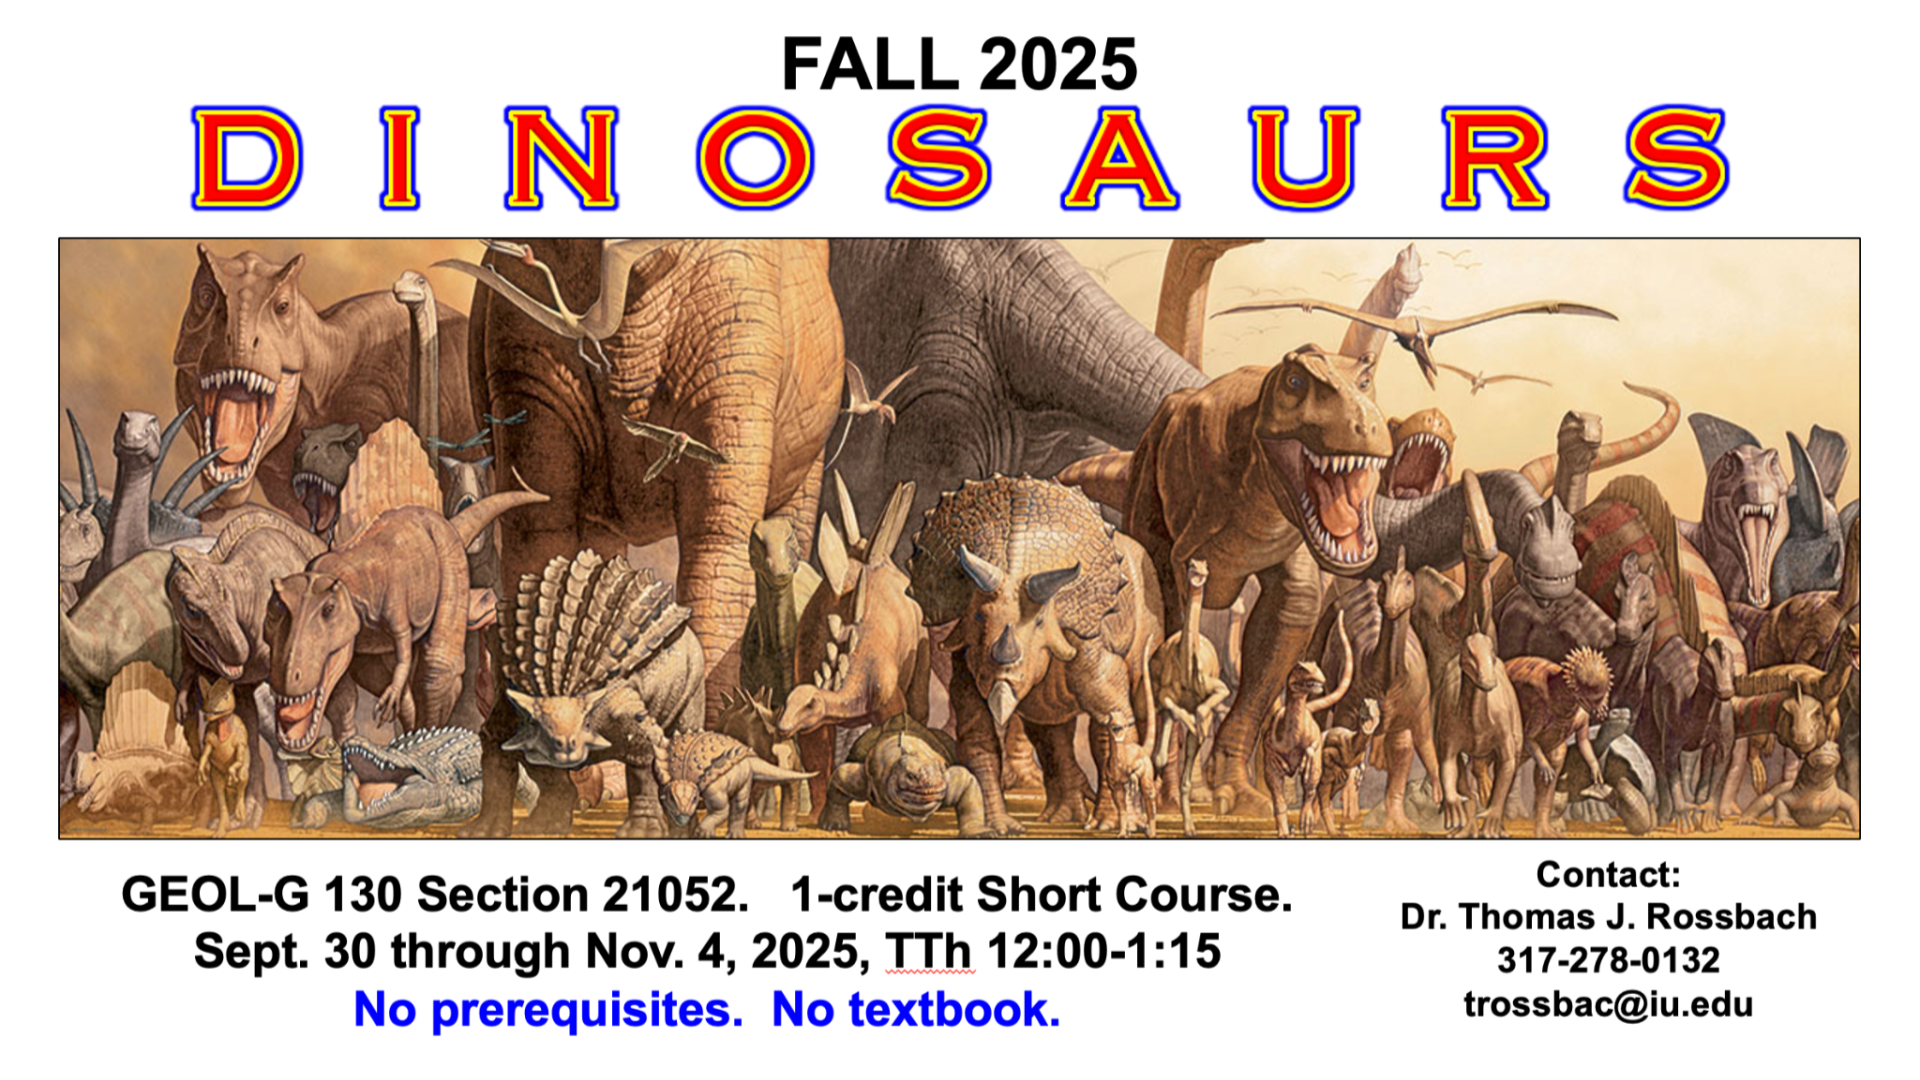 FALL 2025
DINOSAURS
GEOL-G 130 Section 21052. 1-credit Short Course.
Sept. 30 through Nov. 4, 2025, TTh 12:00-1:15
No prerequisites. No textbook.
Contact:
Dr. Thomas J. Rossbach
317-278-0132
trossbac@iu.edu